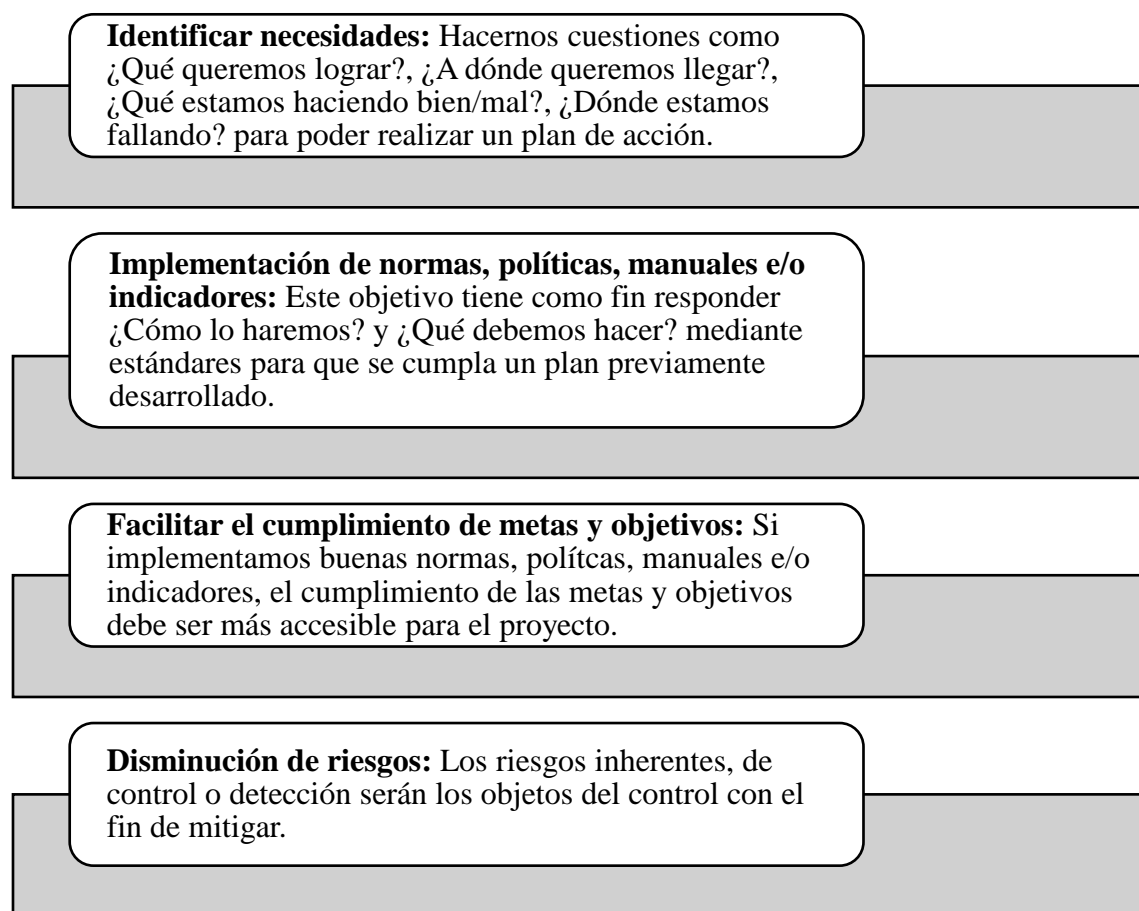 Identificar necesidades: Hacernos cuestiones como
¿Qué queremos lograr?, ¿A dónde queremos llegar?,
¿Qué estamos haciendo bien/mal?, ¿Dónde estamos
fallando? para poder realizar un plan de acción.
Implementación de normas, políticas, manuales e/o
indicadores: Este objetivo tiene como fin responder
¿Cómo lo haremos? y ¿Qué debemos hacer? mediante
estándares para que se cumpla un plan previamente
desarrollado.
Facilitar el cumplimiento de metas y objetivos: Si
implementamos buenas normas, polítcas, manuales e/o
indicadores, el cumplimiento de las metas y objetivos
debe ser más accesible para el proyecto.
Disminución de riesgos: Los riesgos inherentes, de
control o detección serán los objetos del control con el
fin de mitigar.